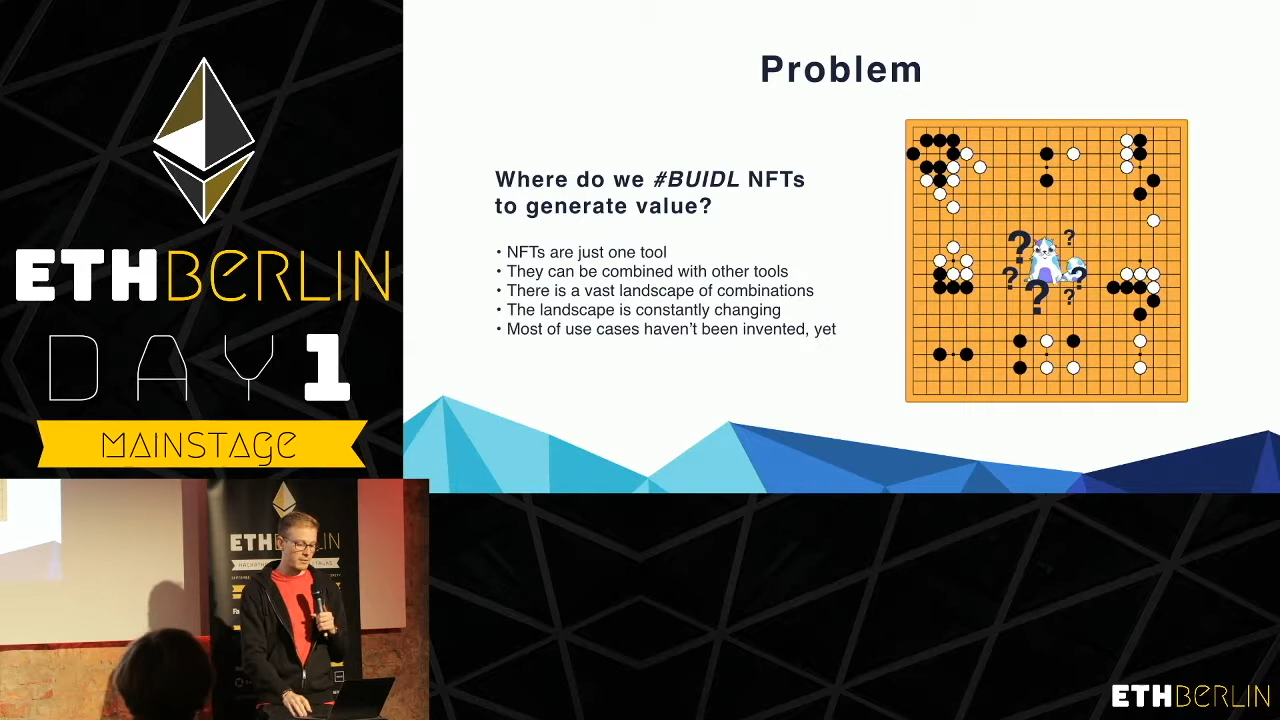 ETHBERLIN
DAY1
MAINSTAGE
Problem
Where do we #BUIDL NFTs
to generate value?
• NFTs are just one tool
• They can be combined with other tools
• There is a vast landscape of combinations
• The landscape is constantly changing
• Most of use cases haven't been invented, yet
? ? ? ? ? ?
ETHBERLIN
ETHBERLIN